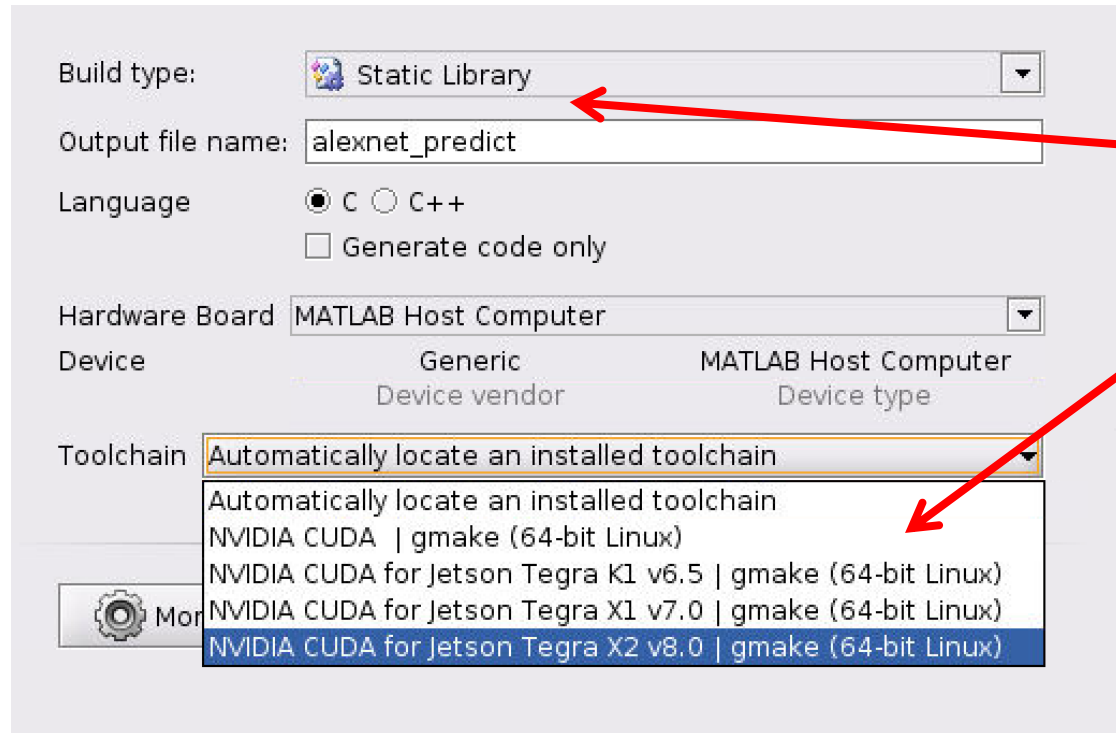 Build type: Static Library
Output file name: alexnet_predict
Language C C++
Generate code only
Hardware Board MATLAB Host Computer
Device Generic MATLAB Host Computer
Device vendor Device type
Toolchain Automatically locate an installed toolchain
Automatically locate an installed toolchain
NVIDIA CUDA | gmake (64-bit Linux)
NVIDIA CUDA for Jetson Tegra K1 v6.5 | gmake (64-bit Linux)
Mor NVIDIA CUDA for Jetson Tegra X1 v7.0 | gmake (64-bit Linux)
NVIDIA CUDA for Jetson Tegra X2 v8.0 | gmake (64-bit Linux)